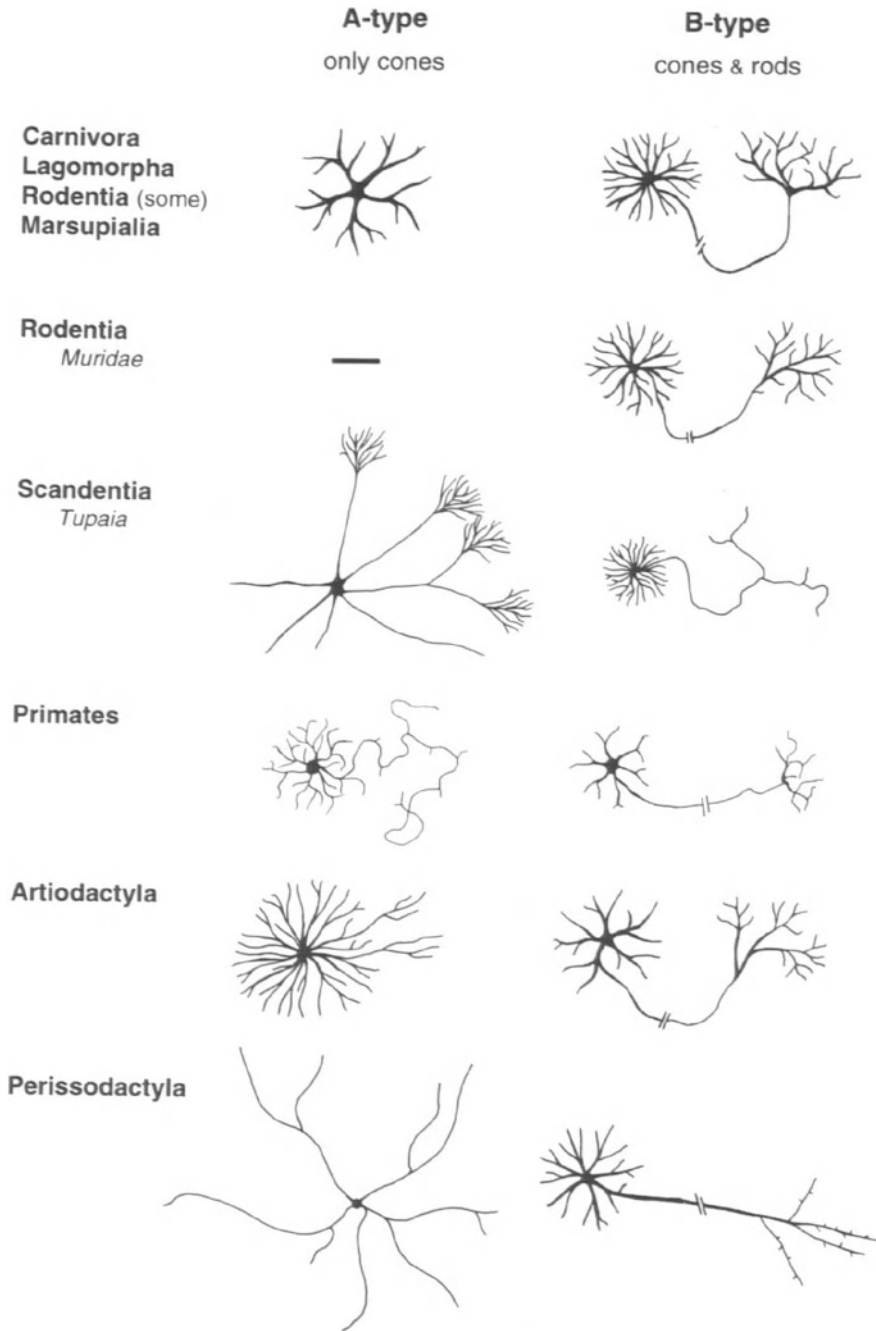 A-type
only cones
B-type
cones & rods
Carnivora
Lagomorpha
Rodentia (some)
Marsupialia
Rodentia
Muridae
Scandentia
Tupaia
Primates
Artiodactyla
Perissodactyla